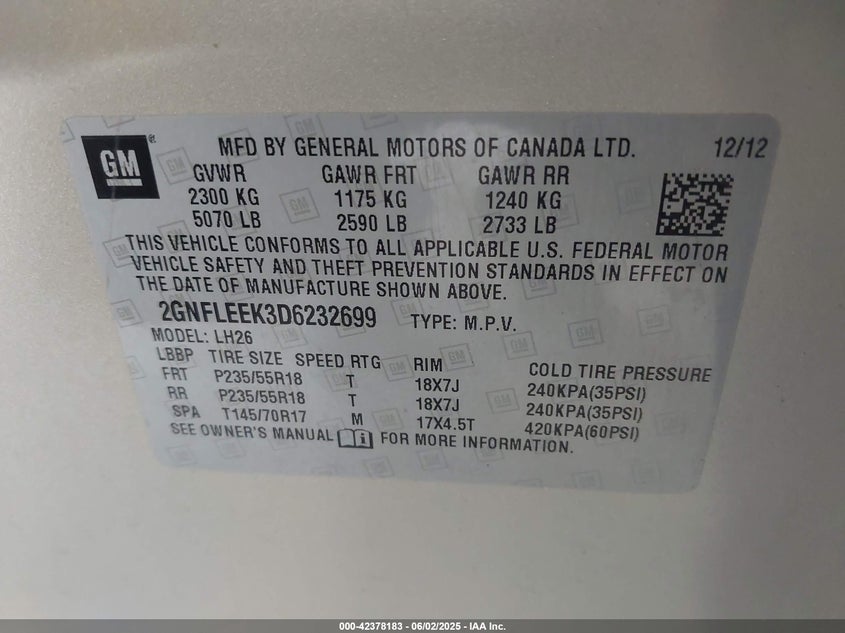 GM
MFD BY GENERAL MOTORS OF CANADA LTD. 12/12
GVWR GAWR FRT GAWR RR
2300 KG 1175 KG 1240 KG
5070 LB 2590 LB 2733 LB
THIS VEHICLE CONFORMS TO ALL APPLICABLE U.S. FEDERAL MOTOR
VEHICLE SAFETY AND THEFT PREVENTION STANDARDS IN EFFECT ON
THE DATE OF MANUFACTURE SHOWN ABOVE.
2GNFLEEK3D6232699 TYPE: M.P.V.
MODEL: LH26
LBBP TIRE SIZE SPEED RTG RIM COLD TIRE PRESSURE
FRT P235/55R18 T 18X7J 240KPA(35PSI)
RR P235/55R18 T 18X7J 240KPA(35PSI)
SPA T145/70R17 M 17X4.5T 420KPA(60PSI)
SEE OWNER'S MANUAL FOR MORE INFORMATION.
000-42378183 - 06/02/2025 - IAA Inc.